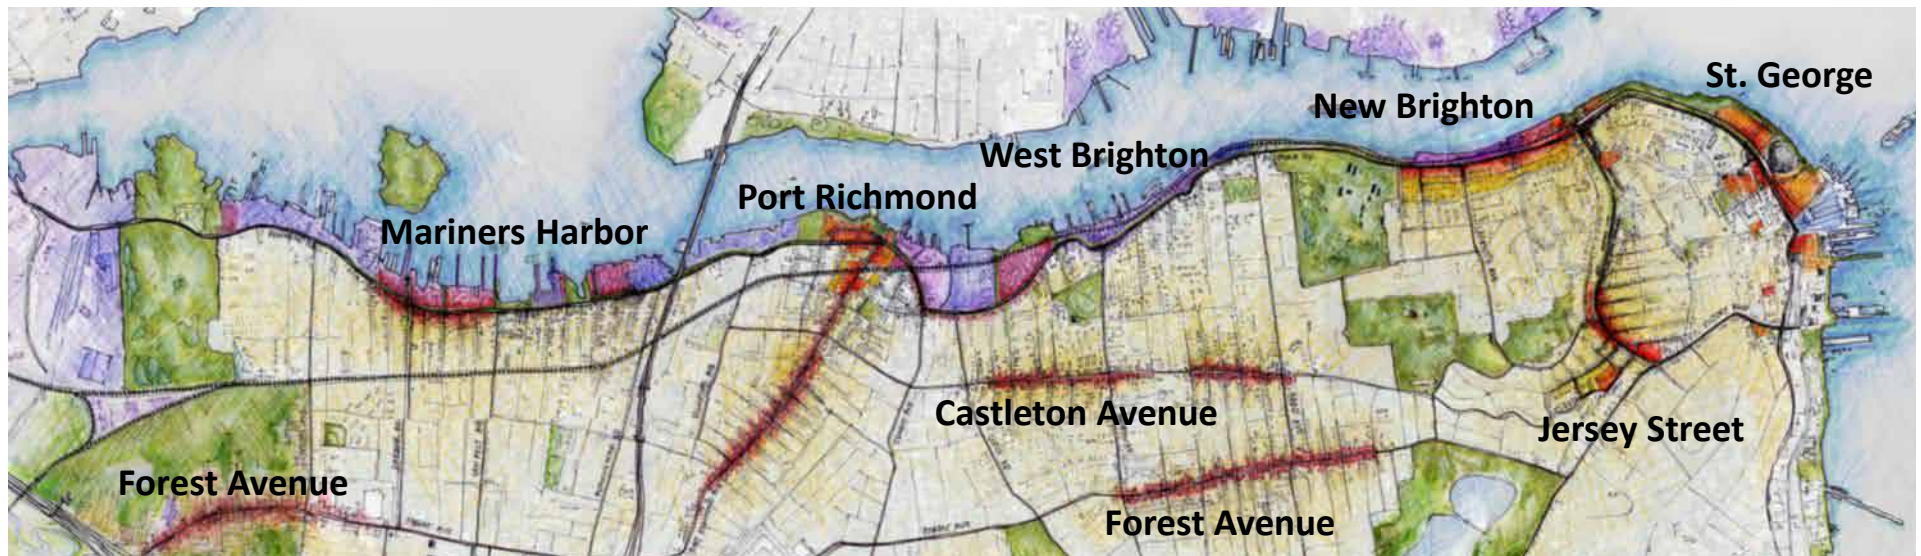 St. George
New Brighton
West Brighton
Port Richmond
Mariners Harbor
Castleton Avenue
Jersey Street
Forest Avenue
Forest Avenue